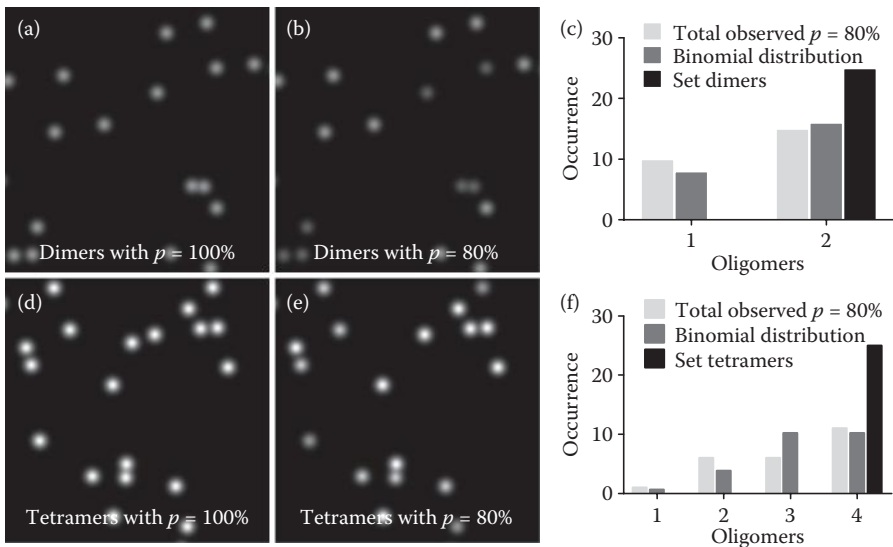 (a)
Dimers with p = 100%
(b)
Dimers with p = 80%
(c)
30
20
10
0
Occurrence
Total observed p = 80%
Binomial distribution
Set dimers
1
2
Oligomers
(d)
Tetramers with p = 100%
(e)
Tetramers with p = 80%
(f)
30
20
10
0
Occurrence
Total observed p = 80%
Binomial distribution
Set tetramers
1
2
3
4
Oligomers